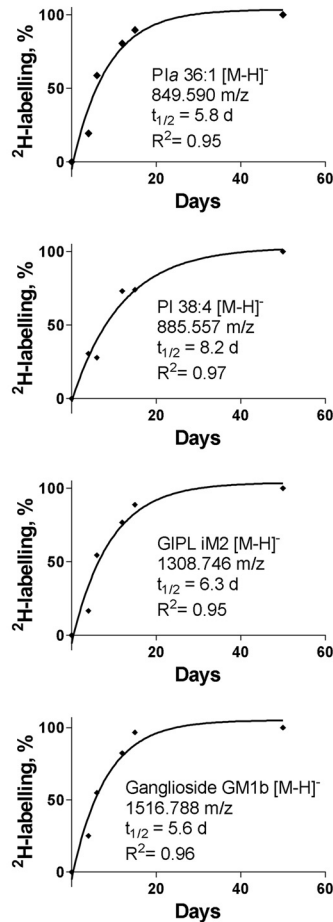 100
50
0
20
40
60
²H-labelling, %
Days
PIa 36:1 [M-H]⁻
849.590 m/z
t₁/₂ = 5.8 d
R²= 0.95
100
50
0
20
40
60
²H-labelling, %
Days
PI 38:4 [M-H]⁻
885.557 m/z
t₁/₂ = 8.2 d
R²= 0.97
100
50
0
20
40
60
²H-labelling, %
Days
GIPL iM2 [M-H]⁻
1308.746 m/z
t₁/₂ = 6.3 d
R²= 0.95
100
50
0
20
40
60
²H-labelling, %
Days
Ganglioside GM1b [M-H]⁻
1516.788 m/z
t₁/₂ = 5.6 d
R²= 0.96